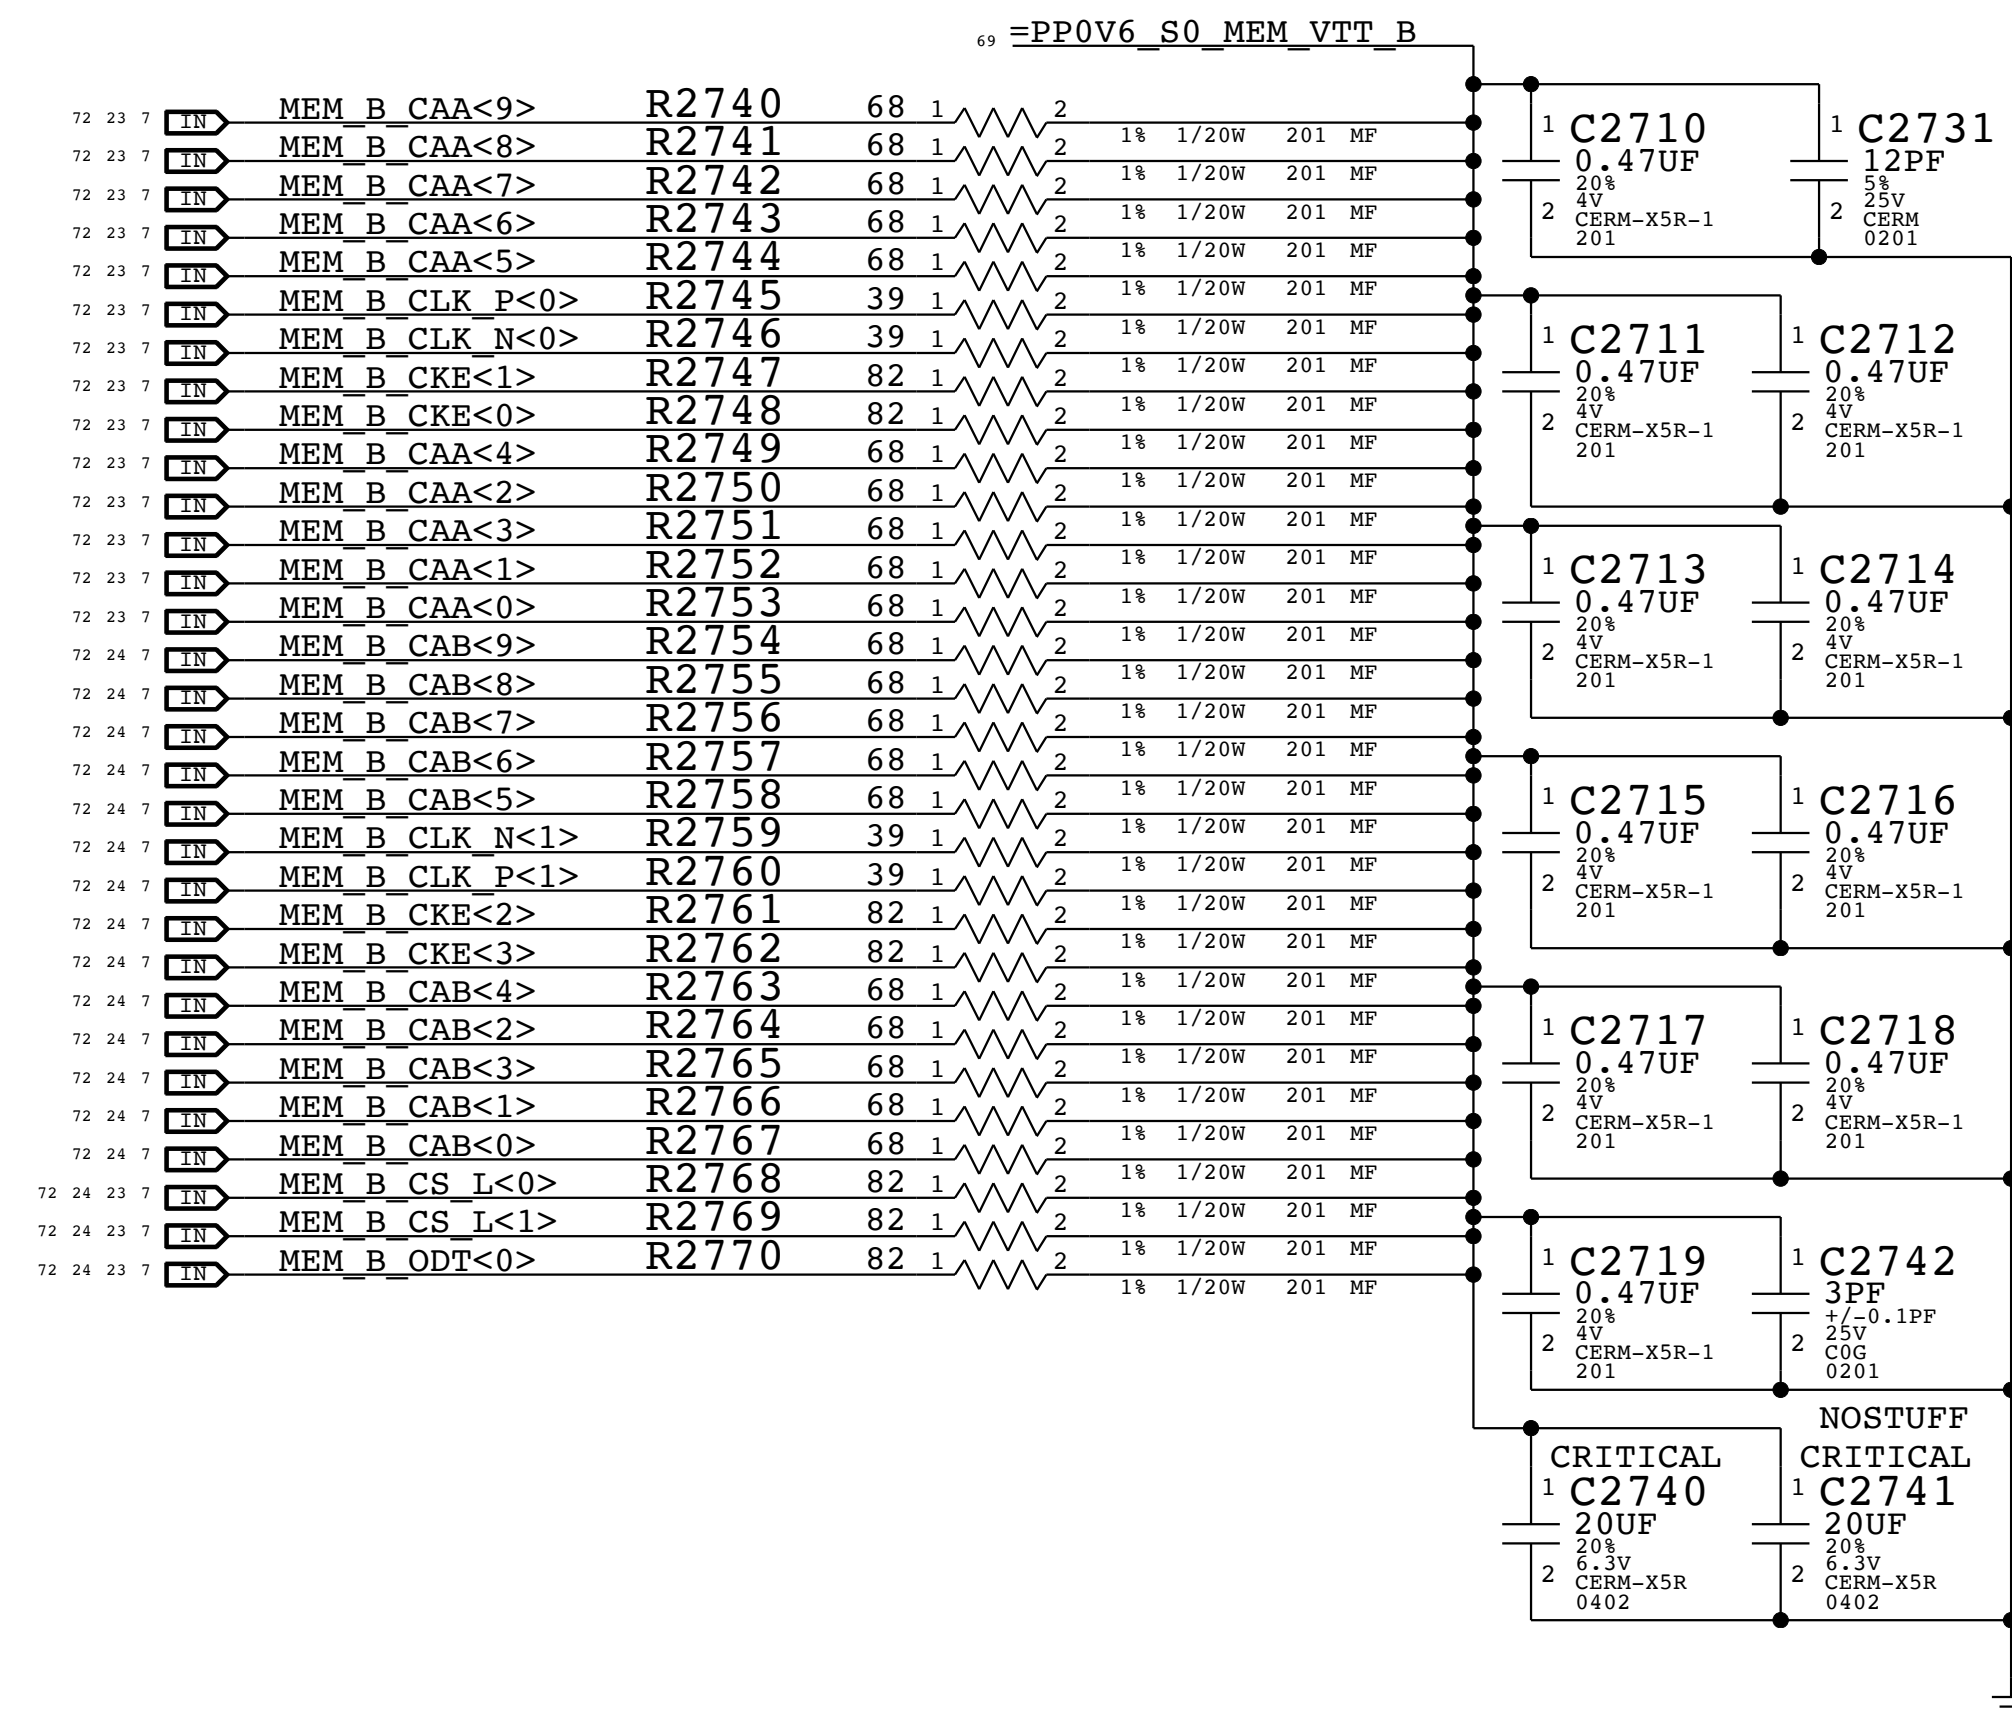 69 =PP0V6_S0_MEM_VTT_B
72 23 7 IN MEM_B_CAA<9> R2740 68 1 2 1% 1/20W 201 MF
72 23 7 IN MEM_B_CAA<8> R2741 68 1 2 1% 1/20W 201 MF
72 23 7 IN MEM_B_CAA<7> R2742 68 1 2 1% 1/20W 201 MF
72 23 7 IN MEM_B_CAA<6> R2743 68 1 2 1% 1/20W 201 MF
72 23 7 IN MEM_B_CAA<5> R2744 68 1 2 1% 1/20W 201 MF
72 23 7 IN MEM_B_CLK_P<0> R2745 39 1 2 1% 1/20W 201 MF
72 23 7 IN MEM_B_CLK_N<0> R2746 39 1 2 1% 1/20W 201 MF
72 23 7 IN MEM_B_CKE<1> R2747 82 1 2 1% 1/20W 201 MF
72 23 7 IN MEM_B_CKE<0> R2748 82 1 2 1% 1/20W 201 MF
72 23 7 IN MEM_B_CAA<4> R2749 68 1 2 1% 1/20W 201 MF
72 23 7 IN MEM_B_CAA<2> R2750 68 1 2 1% 1/20W 201 MF
72 23 7 IN MEM_B_CAA<3> R2751 68 1 2 1% 1/20W 201 MF
72 23 7 IN MEM_B_CAA<1> R2752 68 1 2 1% 1/20W 201 MF
72 23 7 IN MEM_B_CAA<0> R2753 68 1 2 1% 1/20W 201 MF
72 24 7 IN MEM_B_CAB<9> R2754 68 1 2 1% 1/20W 201 MF
72 24 7 IN MEM_B_CAB<8> R2755 68 1 2 1% 1/20W 201 MF
72 24 7 IN MEM_B_CAB<7> R2756 68 1 2 1% 1/20W 201 MF
72 24 7 IN MEM_B_CAB<6> R2757 68 1 2 1% 1/20W 201 MF
72 24 7 IN MEM_B_CAB<5> R2758 68 1 2 1% 1/20W 201 MF
72 24 7 IN MEM_B_CLK_N<1> R2759 39 1 2 1% 1/20W 201 MF
72 24 7 IN MEM_B_CLK_P<1> R2760 39 1 2 1% 1/20W 201 MF
72 24 7 IN MEM_B_CKE<2> R2761 82 1 2 1% 1/20W 201 MF
72 24 7 IN MEM_B_CKE<3> R2762 82 1 2 1% 1/20W 201 MF
72 24 7 IN MEM_B_CAB<4> R2763 68 1 2 1% 1/20W 201 MF
72 24 7 IN MEM_B_CAB<2> R2764 68 1 2 1% 1/20W 201 MF
72 24 7 IN MEM_B_CAB<3> R2765 68 1 2 1% 1/20W 201 MF
72 24 7 IN MEM_B_CAB<1> R2766 68 1 2 1% 1/20W 201 MF
72 24 7 IN MEM_B_CAB<0> R2767 68 1 2 1% 1/20W 201 MF
72 24 23 7 IN MEM_B_CS_L<0> R2768 82 1 2 1% 1/20W 201 MF
72 24 23 7 IN MEM_B_CS_L<1> R2769 82 1 2 1% 1/20W 201 MF
72 24 23 7 IN MEM_B_ODT<0> R2770 82 1 2 1% 1/20W 201 MF
1 C2710
0.47UF
20%
4V
2 CERM-X5R-1
201
1 C2731
12PF
5%
25V
2 CERM
0201
1 C2711
0.47UF
20%
4V
2 CERM-X5R-1
201
1 C2712
0.47UF
20%
4V
2 CERM-X5R-1
201
1 C2713
0.47UF
20%
4V
2 CERM-X5R-1
201
1 C2714
0.47UF
20%
4V
2 CERM-X5R-1
201
1 C2715
0.47UF
20%
4V
2 CERM-X5R-1
201
1 C2716
0.47UF
20%
4V
2 CERM-X5R-1
201
1 C2717
0.47UF
20%
4V
2 CERM-X5R-1
201
1 C2718
0.47UF
20%
4V
2 CERM-X5R-1
201
1 C2719
0.47UF
20%
4V
2 CERM-X5R-1
201
1 C2742
3PF
+/-0.1PF
25V
2 C0G
0201
CRITICAL
1 C2740
20UF
20%
6.3V
2 CERM-X5R
0402
NOSTUFF
CRITICAL
1 C2741
20UF
20%
6.3V
2 CERM-X5R
0402